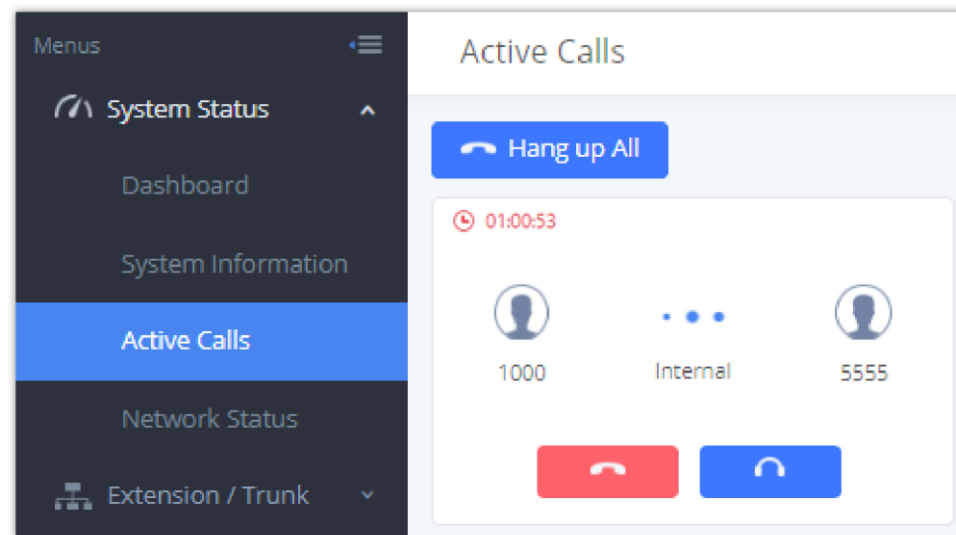 Menus
System Status
Dashboard
System Information
Active Calls
Network Status
Extension / Trunk
Active Calls
Hang up All
01:00:53
1000 Internal 5555